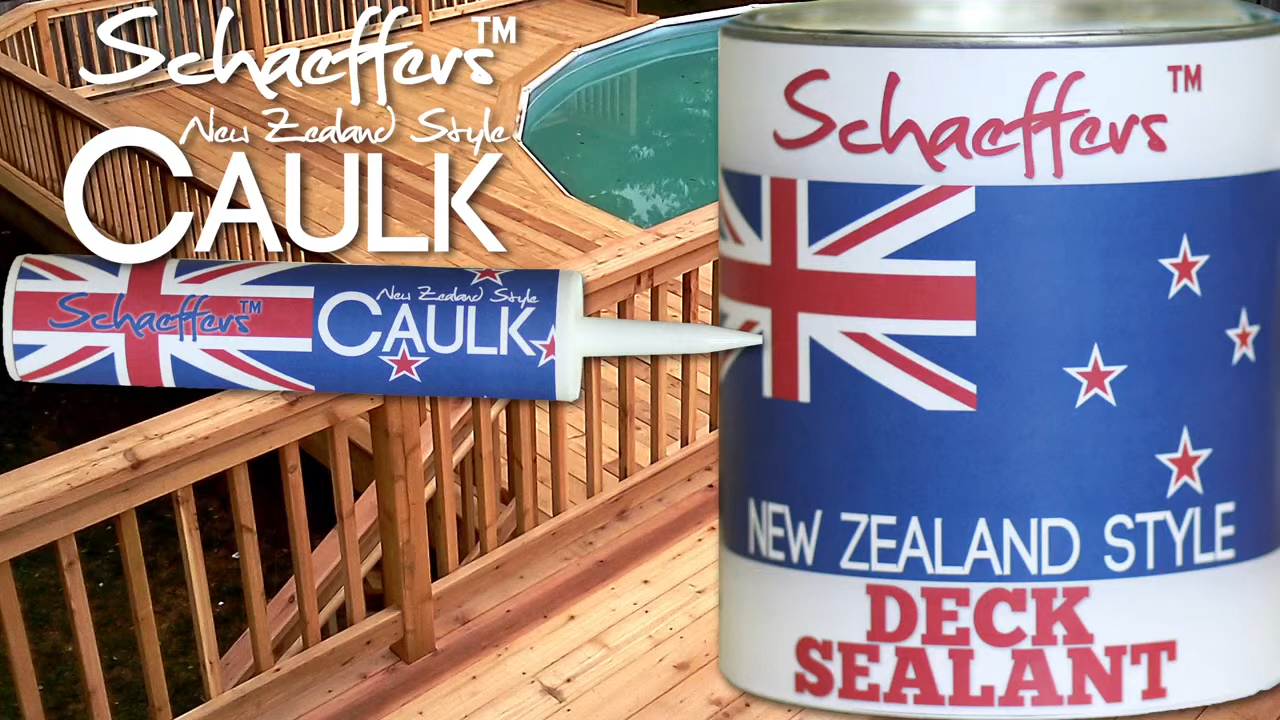 Schaeffers™
New Zealand Style
CAULK
Schaeffers™
New Zealand Style
CAULK
Schaeffers™
NEW ZEALAND STYLE
DECK
SEALANT